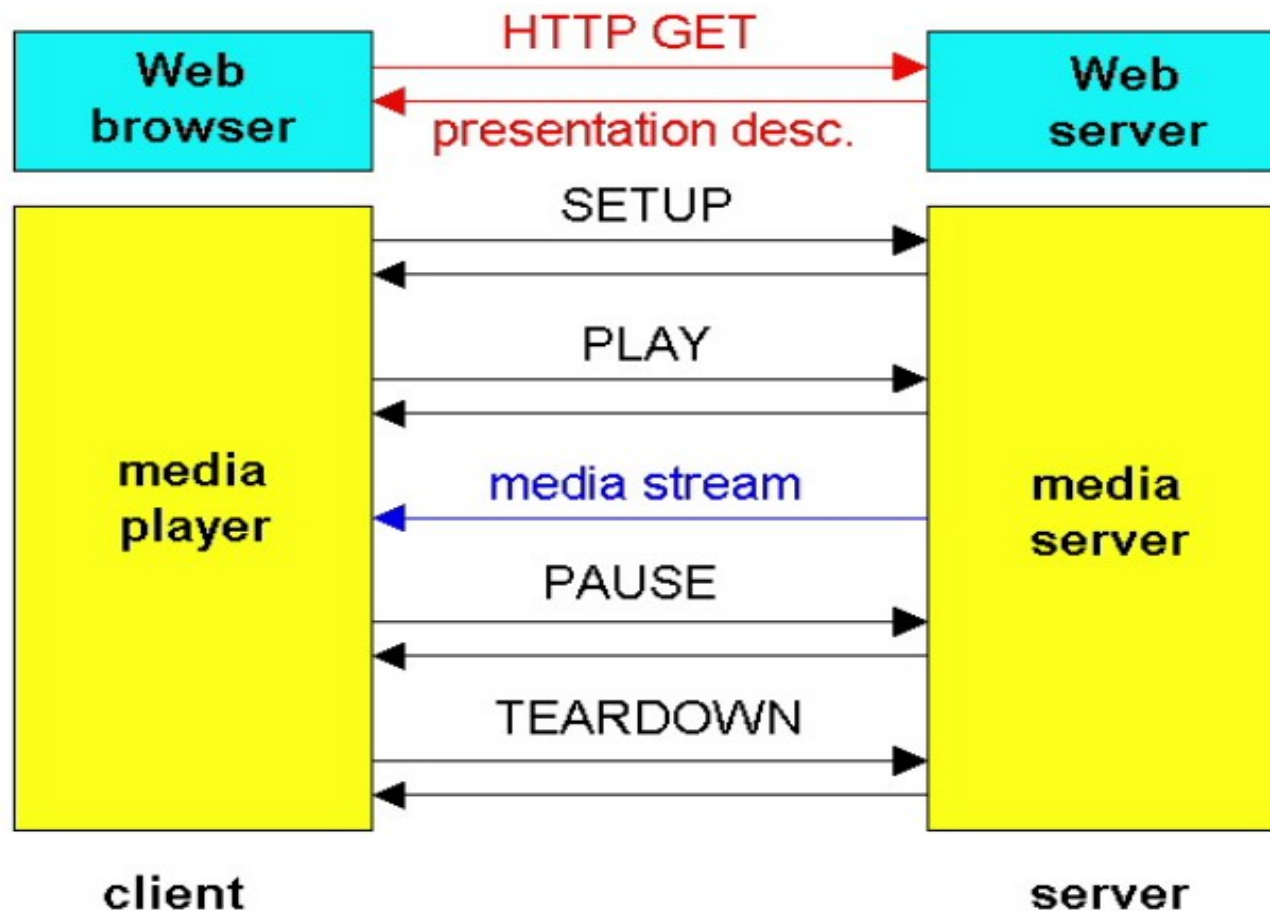 HTTP GET
Web
browser
Web
server
presentation desc.
SETUP
PLAY
media
player
media stream
media
server
PAUSE
TEARDOWN
client
server